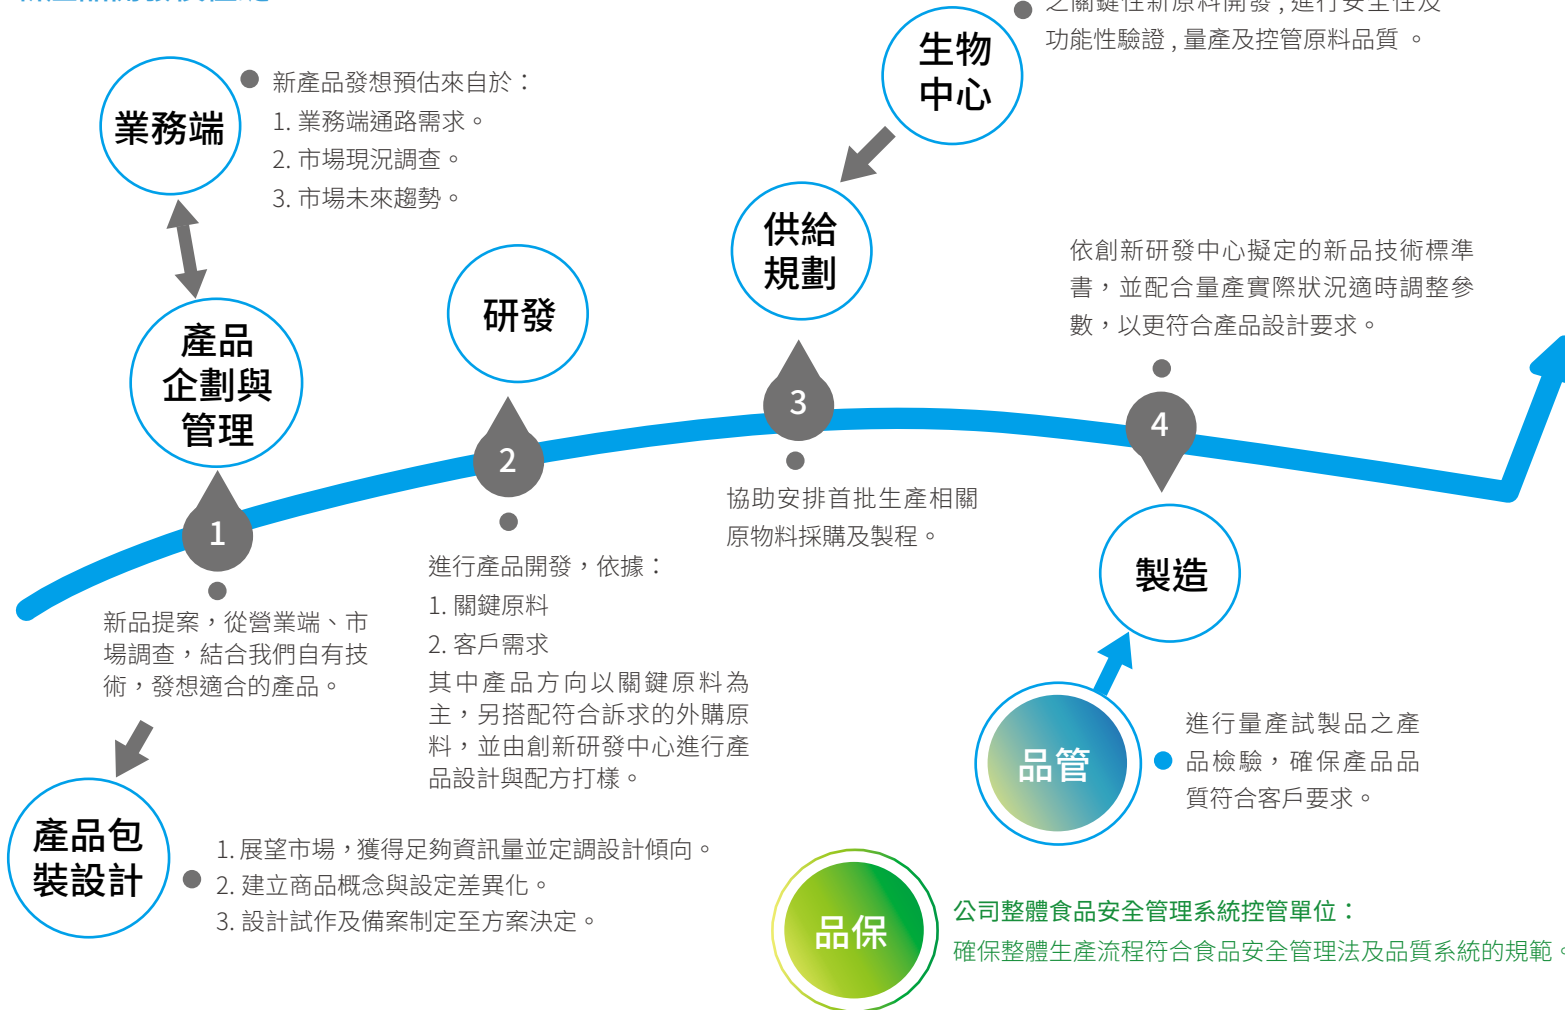 之關鍵性新原料開發 , 進行安全性及
功能性驗證 , 量產及控管原料品質 。
生物
中心
業務端
新產品發想預估來自於：
1. 業務端通路需求。
2. 市場現況調查。
3. 市場未來趨勢。
供給
規劃
依創新研發中心擬定的新品技術標準
書，並配合量產實際狀況適時調整參
數，以更符合產品設計要求。
研發
產品
企劃與
管理
1
2
3
4
新品提案，從營業端、市
場調查，結合我們自有技
術，發想適合的產品。
進行產品開發，依據：
1. 關鍵原料
2. 客戶需求
其中產品方向以關鍵原料為
主，另搭配符合訴求的外購原
料，並由創新研發中心進行產
品設計與配方打樣。
協助安排首批生產相關
原物料採購及製程。
製造
品管
進行量產試製品之產
品檢驗，確保產品品
質符合客戶要求。
產品包
裝設計
1. 展望市場，獲得足夠資訊量並定調設計傾向。
2. 建立商品概念與設定差異化。
3. 設計試作及備案制定至方案決定。
品保
公司整體食品安全管理系統控管單位：
確保整體生產流程符合食品安全管理法及品質系統的規範。